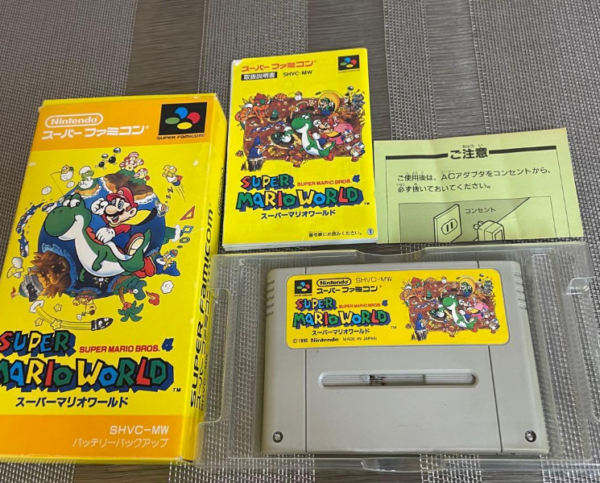 Nintendo
スーパーファミコン
SUPER FAMICOM
SUPER
SUPER MARIO BROS. 4
MARIO WORLD
TM
スーパーマリオワールド
SHVC-MW
バッテリーバックアップ
SUPER FAMICOM
スーパーファミコン
取扱説明書
SHVC-MW
SUPER
SUPER MARIO BROS. 4
MARIO WORLD
TM
スーパーマリオワールド
ご注意
ご使用後は、ACアダプタをコンセントから、
必ず抜いておいてください。
コンセント
Nintendo
SHVC-MW
スーパーファミコン
SUPER
SUPER MARIO BROS. 4
MARIO WORLD
TM
スーパーマリオワールド
Nintendo
MADE IN JAPAN